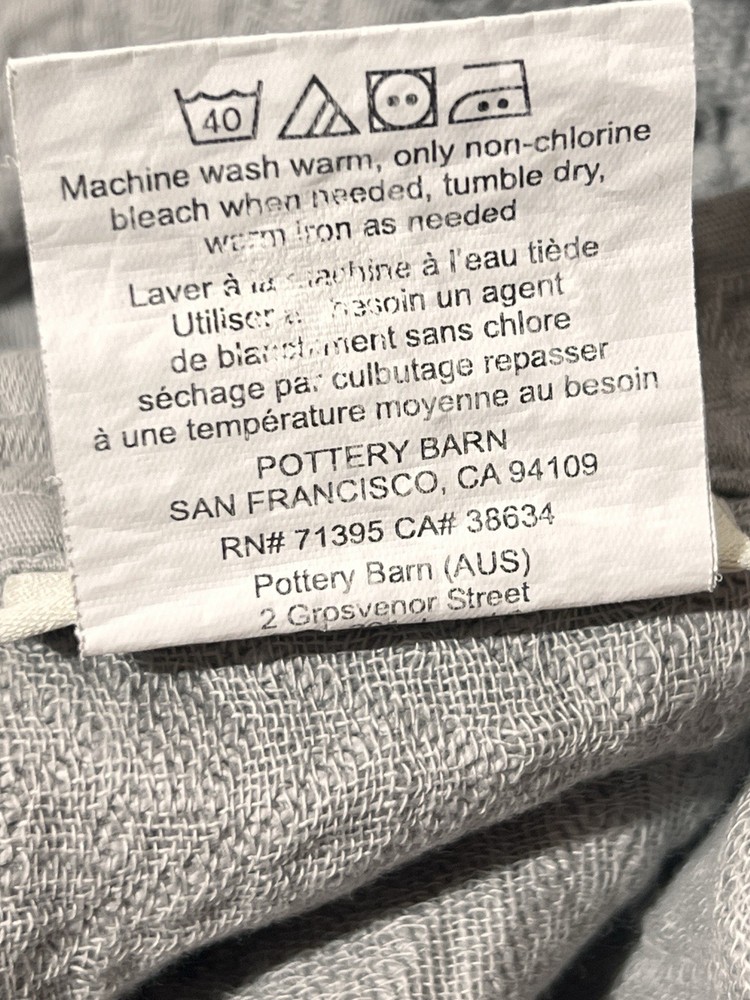 40
Machine wash warm, only non-chlorine
bleach when needed, tumble dry,
warm iron as needed
Laver à la machine à l'eau tiède
Utiliser besoin un agent
de blanchiment sans chlore
séchage par culbutage repasser
à une température moyenne au besoin
POTTERY BARN
SAN FRANCISCO, CA 94109
RN# 71395 CA# 38634
Pottery Barn (AUS)
2 Grosvenor Street